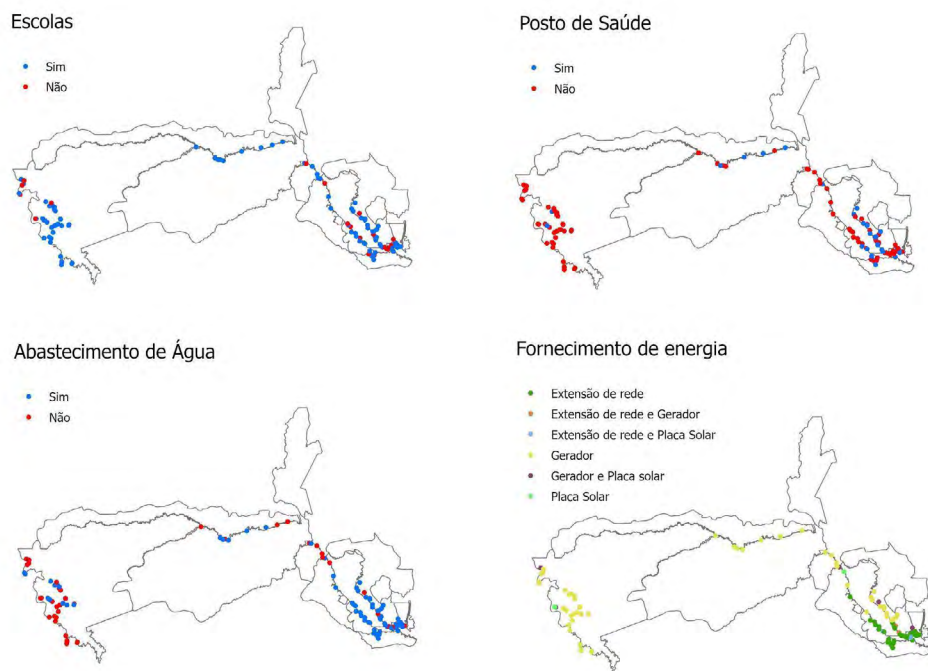 Escolas
Sim
Não
Posto de Saúde
Sim
Não
Abastecimento de Água
Sim
Não
Fornecimento de energia
Extensão de rede
Extensão de rede e Gerador
Extensão de rede e Placa Solar
Gerador
Gerador e Placa solar
Placa Solar